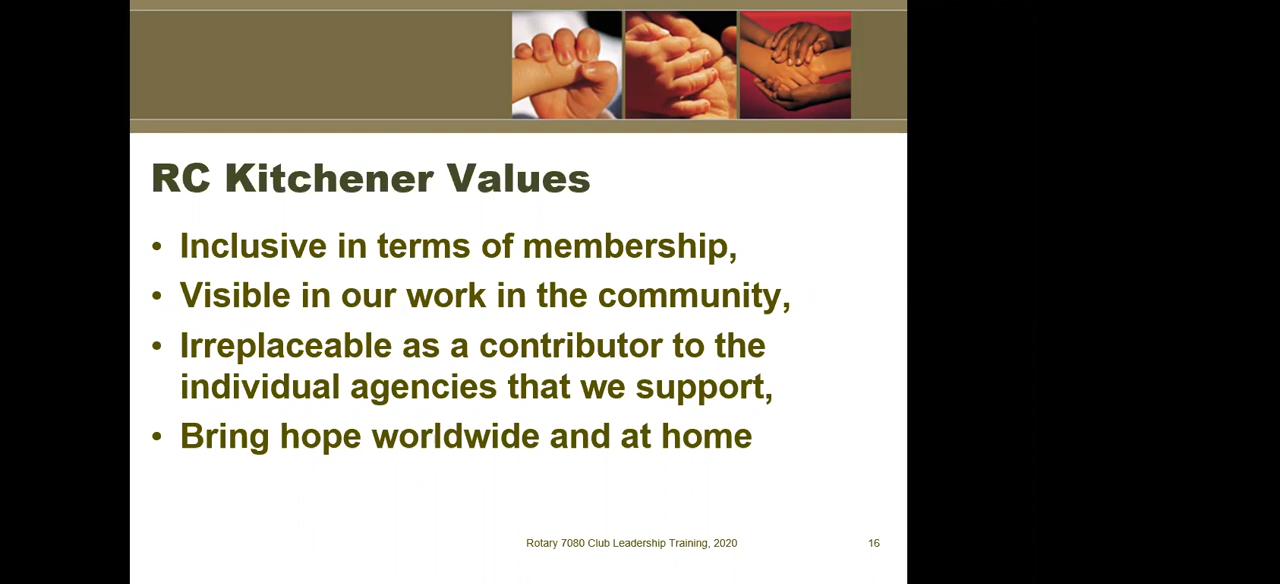 RC Kitchener Values
• Inclusive in terms of membership,
• Visible in our work in the community,
• Irreplaceable as a contributor to the
individual agencies that we support,
• Bring hope worldwide and at home
Rotary 7080 Club Leadership Training, 2020
16